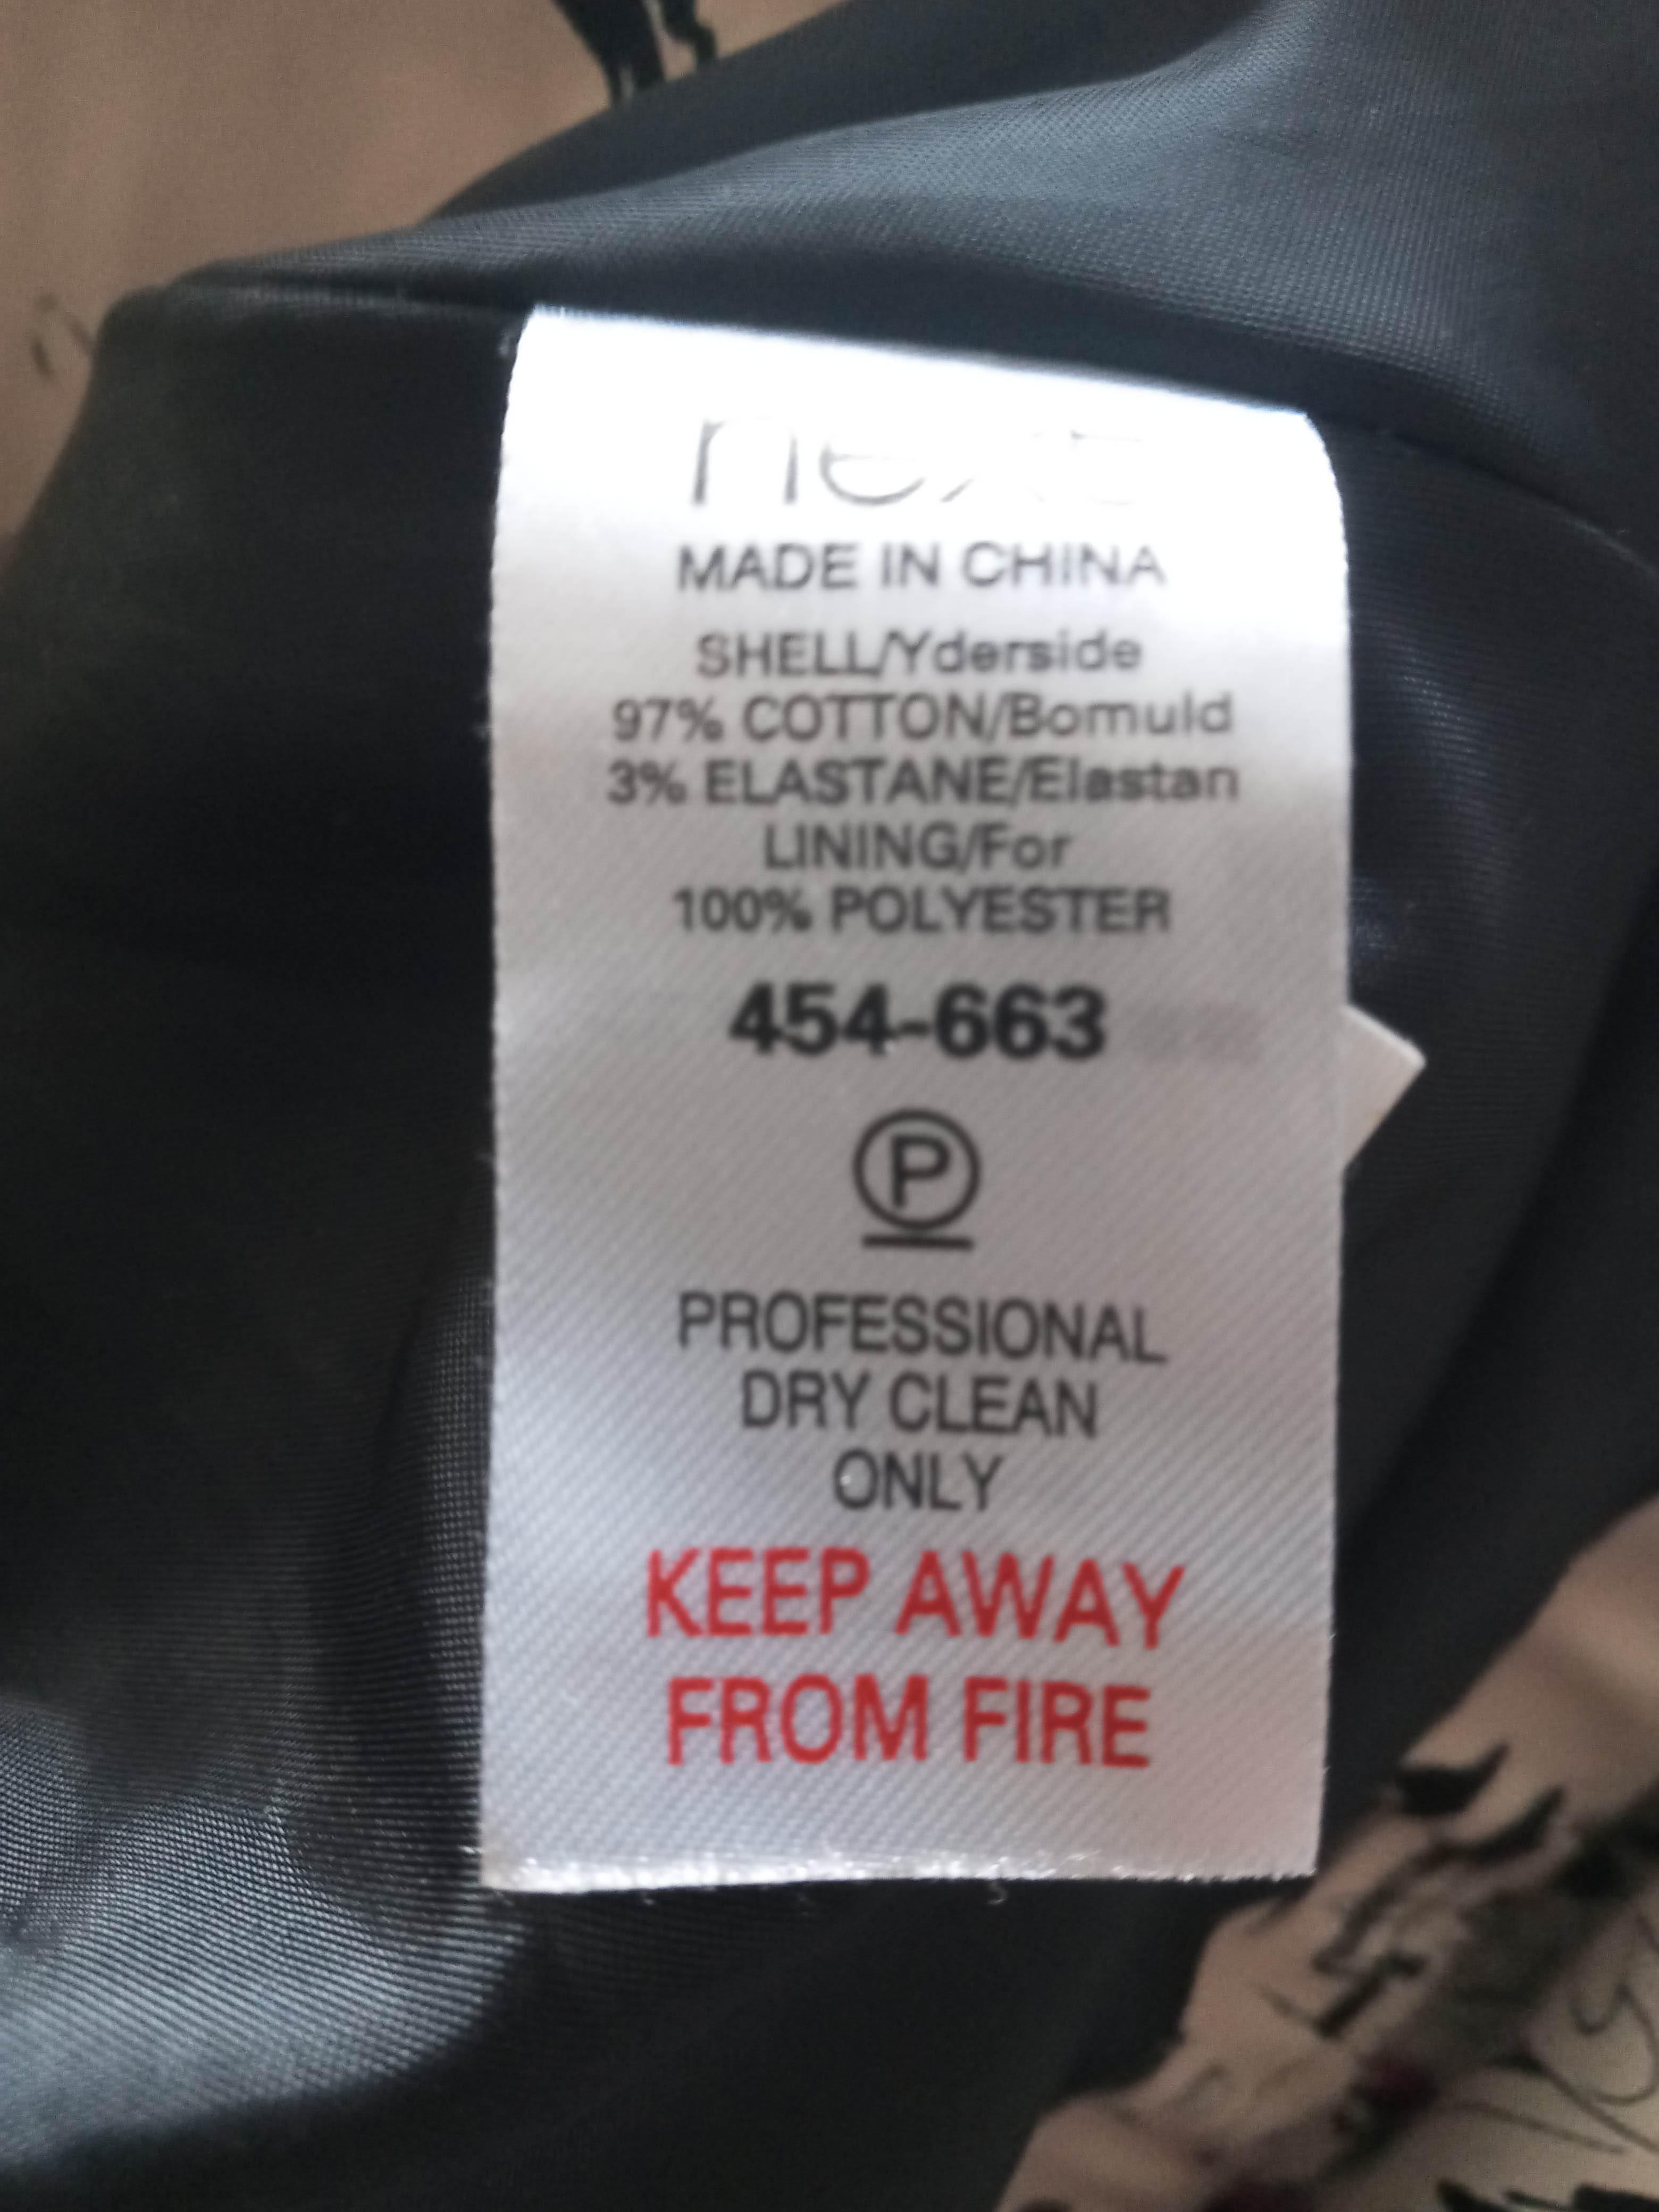 next
MADE IN CHINA
SHELL/Yderside
97% COTTON/Bomuld
3% ELASTANE/Elastan
LINING/For
100% POLYESTER
454-663
P
PROFESSIONAL
DRY CLEAN
ONLY
KEEP AWAY
FROM FIRE